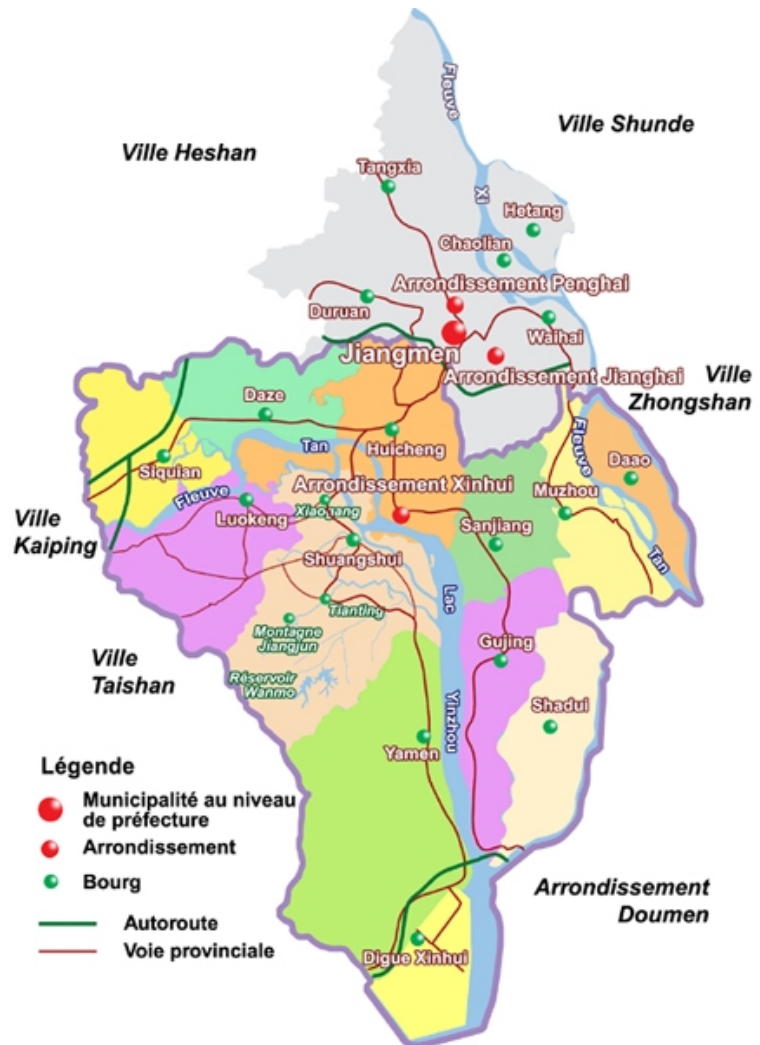 Fleuve
Xi
Ville Heshan
Ville Shunde
Tangxia
Hetang
Chaolian
Arrondissement Penghai
Duruan
Waihai
Jiangmen
Arrondissement Jianghai
Ville
Zhongshan
Daze
Tan
Huicheng
Fleuve
Tan
Daao
Siquian
Arrondissement Xinhui
Muzhou
Fleuve
Luokeng
Xiaogang
Sanjiang
Ville
Kaiping
Shuangshui
Lac
Yinzhou
Tianting
Montagne
Jiangjun
Gujing
Ville
Taishan
Réservoir
Wanmo
Shadui
Yamen
Légende
Municipalité au niveau
de préfecture
Arrondissement
Bourg
Autoroute
Voie provinciale
Arrondissement
Doumen
Digue Xinhui